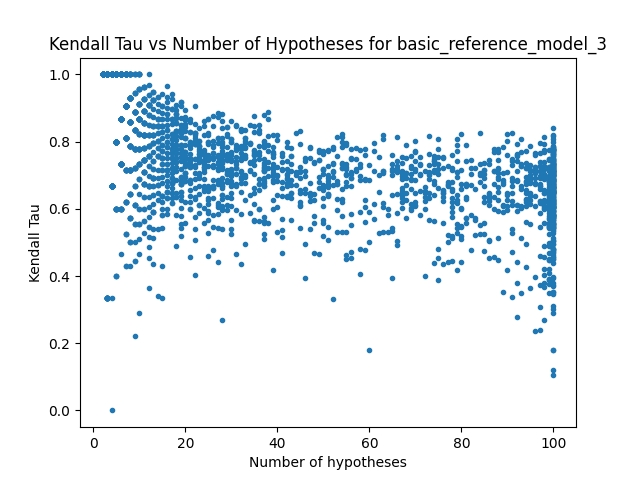 Kendall Tau vs Number of Hypotheses for basic_reference_model_3
1.0
0.8
0.6
0.4
0.2
0.0
Kendall Tau
0 20 40 60 80 100
Number of hypotheses